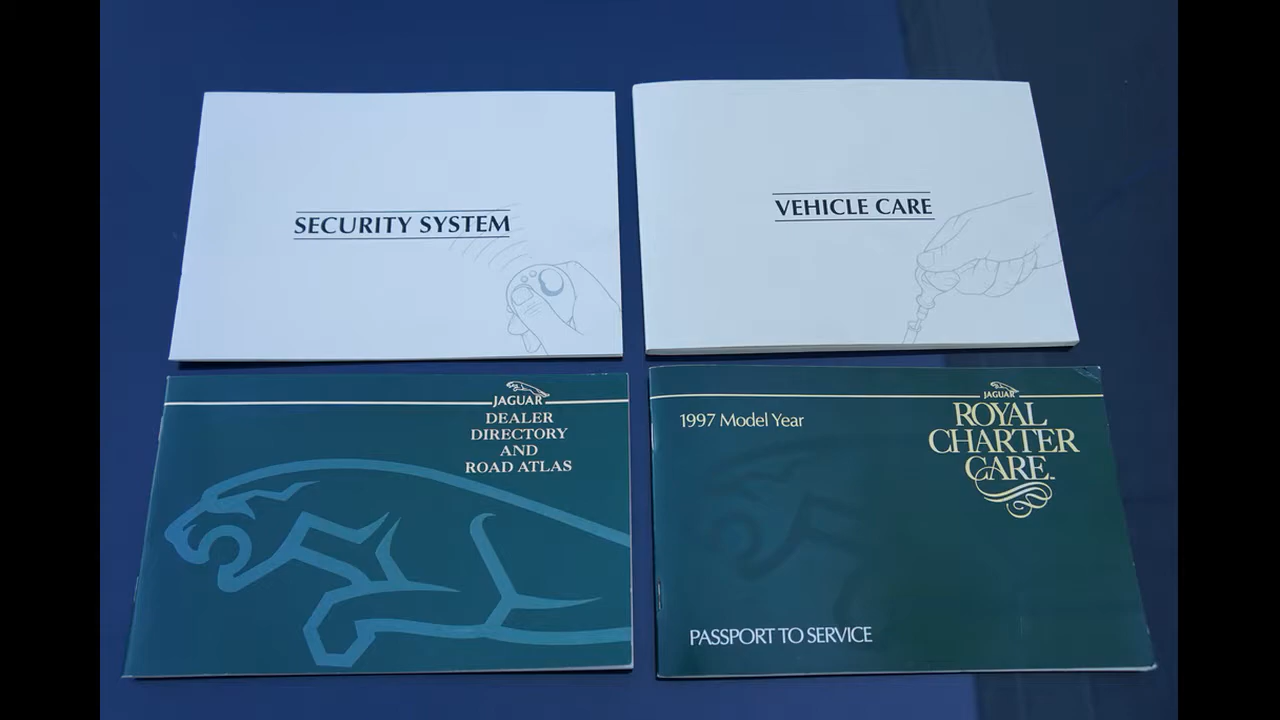 SECURITY SYSTEM
VEHICLE CARE
JAGUAR
DEALER
DIRECTORY
AND
ROAD ATLAS
JAGUAR
1997 Model Year
ROYAL
CHARTER
CARE
PASSPORT TO SERVICE